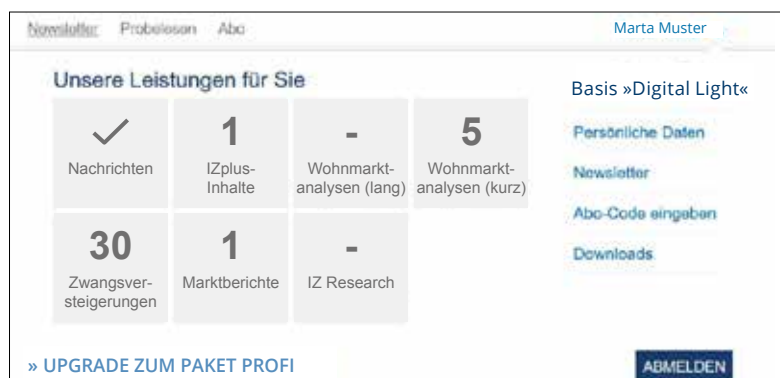 Newsletter Probelesen Abo Marta Muster
Unsere Leistungen für Sie
✓ 1 - 5
Nachrichten IZplus-Inhalte Wohnmarkt-analysen (lang) Wohnmarkt-analysen (kurz)
30 1 -
Zwangsver-steigerungen Marktberichte IZ Research
» UPGRADE ZUM PAKET PROFI
Basis »Digital Light«
Persönliche Daten
Newsletter
Abo-Code eingeben
Downloads
ABMELDEN